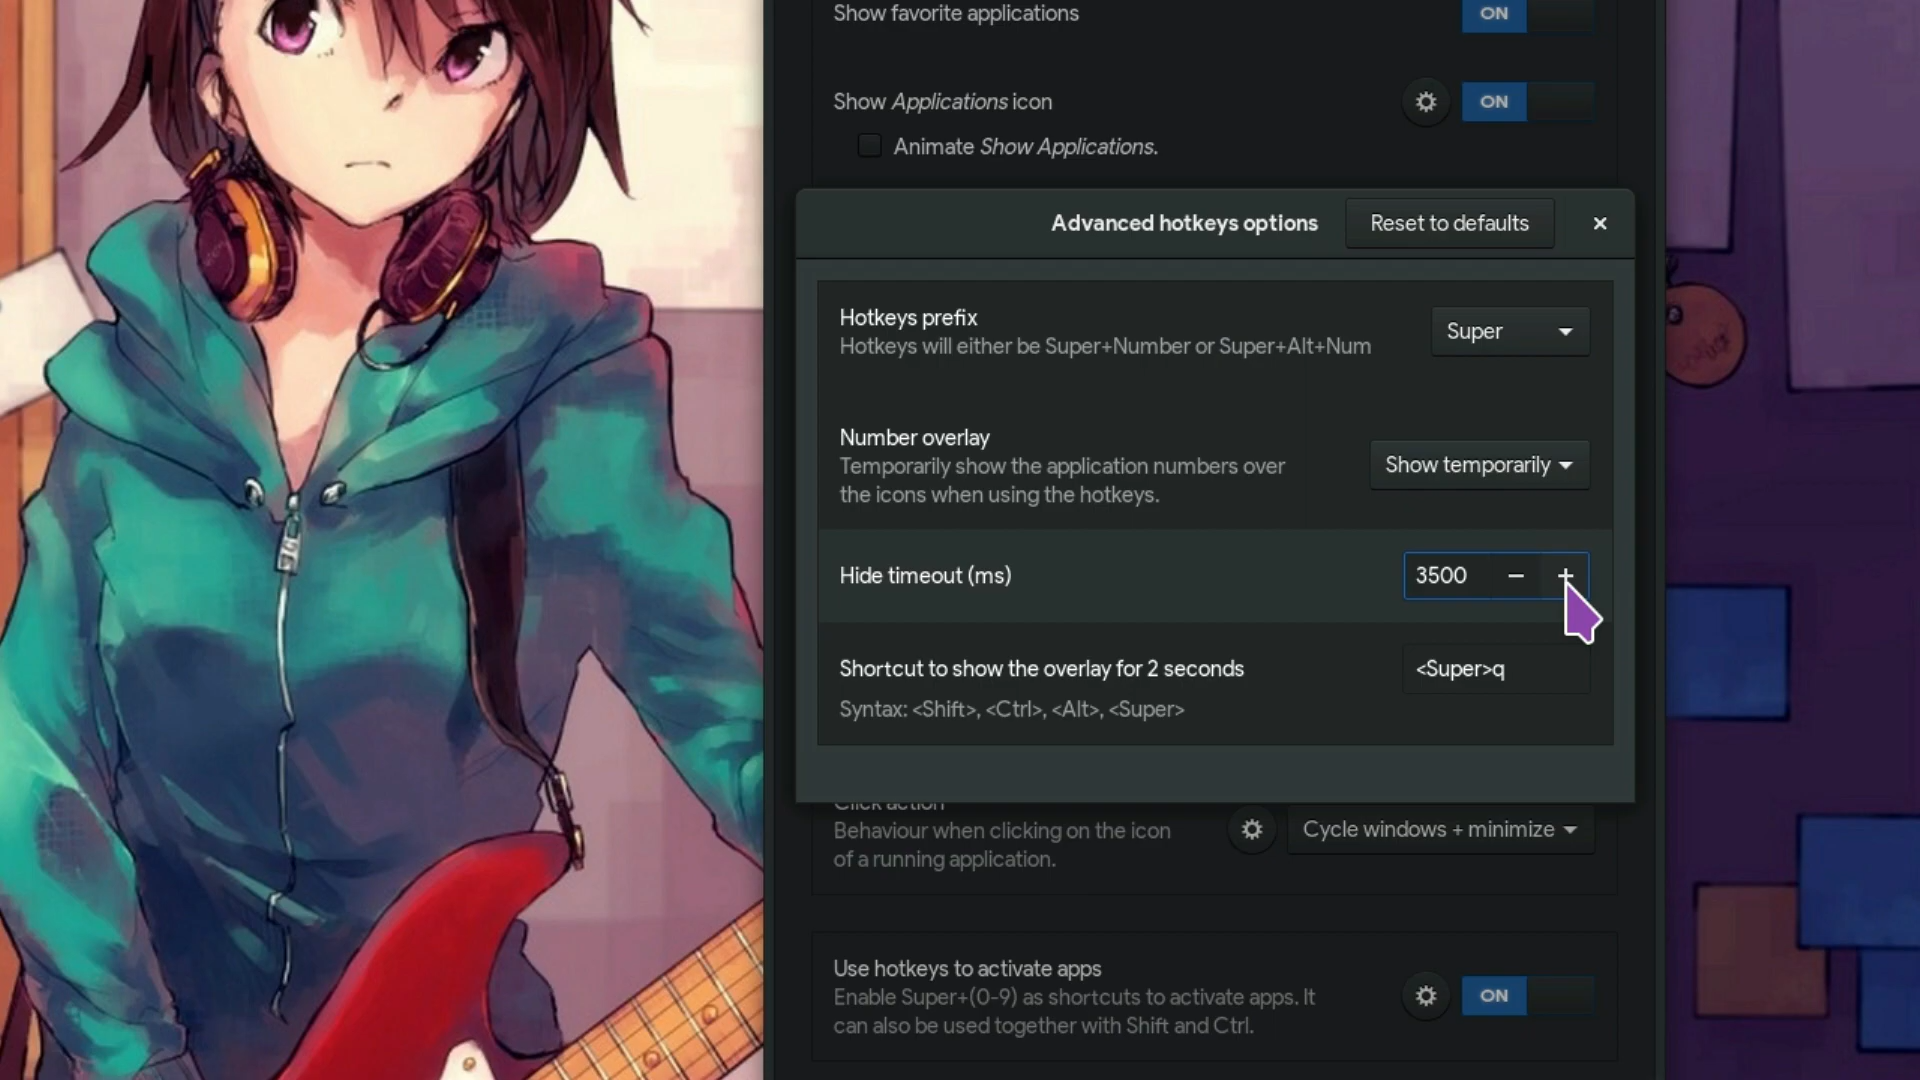 Show favorite applications
ON
Show Applications icon
ON
Animate Show Applications.
Advanced hotkeys options
Reset to defaults
Hotkeys prefix
Hotkeys will either be Super+Number or Super+Alt+Num
Super
Number overlay
Temporarily show the application numbers over
the icons when using the hotkeys.
Show temporarily
Hide timeout (ms)
3500
Shortcut to show the overlay for 2 seconds
<Super>q
Syntax: <Shift>, <Ctrl>, <Alt>, <Super>
Click action
Behaviour when clicking on the icon
of a running application.
Cycle windows + minimize
Use hotkeys to activate apps
Enable Super+(0-9) as shortcuts to activate apps. It
can also be used together with Shift and Ctrl.
ON